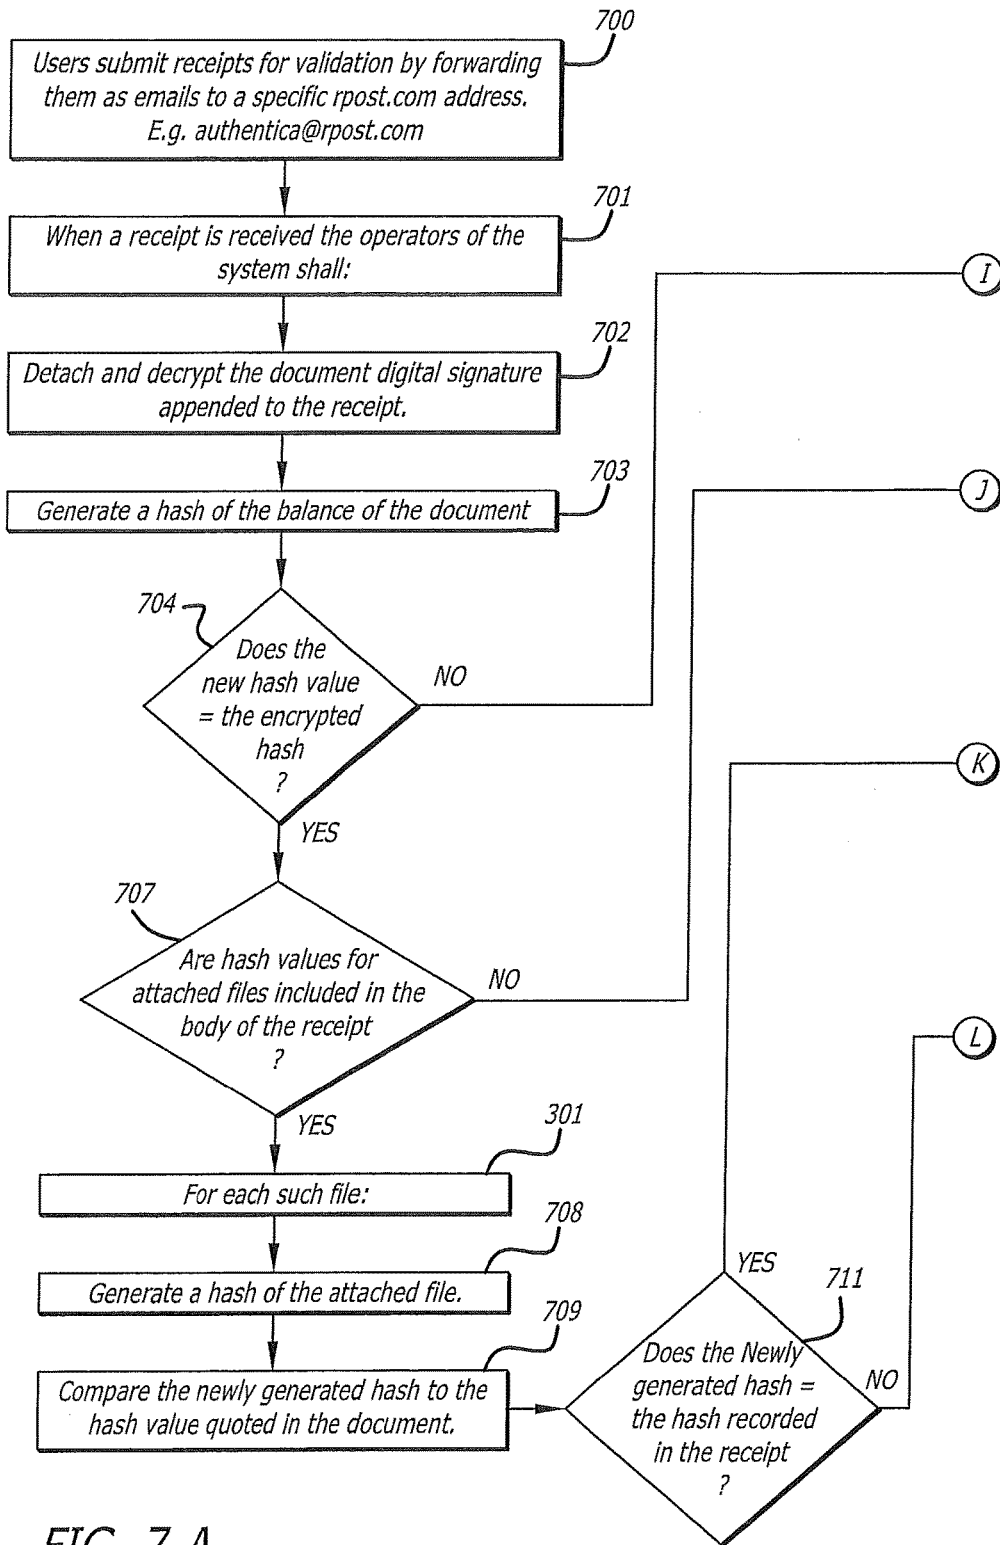 700
Users submit receipts for validation by forwarding
them as emails to a specific rpost.com address.
E.g. authentica@rpost.com
701
When a receipt is received the operators of the
system shall:
I
702
Detach and decrypt the document digital signature
appended to the receipt.
703
Generate a hash of the balance of the document
J
704
Does the
new hash value
= the encrypted
hash
?
NO
YES
K
707
Are hash values for
attached files included in the
body of the receipt
?
NO
YES
L
301
For each such file:
708
Generate a hash of the attached file.
709
Compare the newly generated hash to the
hash value quoted in the document.
YES
711
Does the Newly
generated hash =
the hash recorded
in the receipt
?
NO
FIG. 7 A